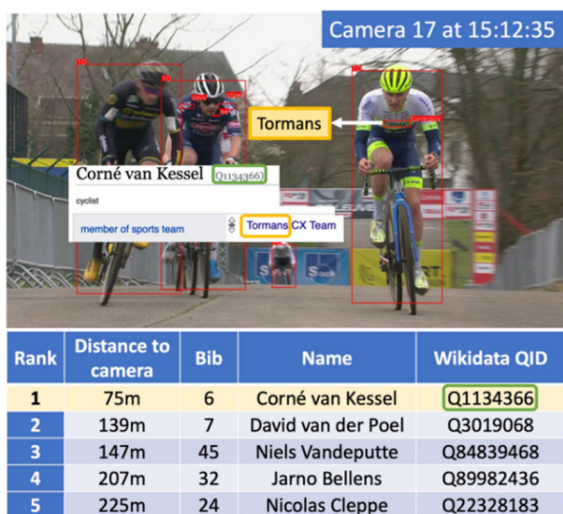 Camera 17 at 15:12:35
Tormans
tormans
Corné van Kessel (Q1134366)
cyclist
member of sports team
Tormans CX Team
Rank Distance to camera Bib Name Wikidata QID
1 75m 6 Corné van Kessel Q1134366
2 139m 7 David van der Poel Q3019068
3 147m 45 Niels Vandeputte Q84839468
4 207m 32 Jarno Bellens Q89982436
5 225m 24 Nicolas Cleppe Q22328183